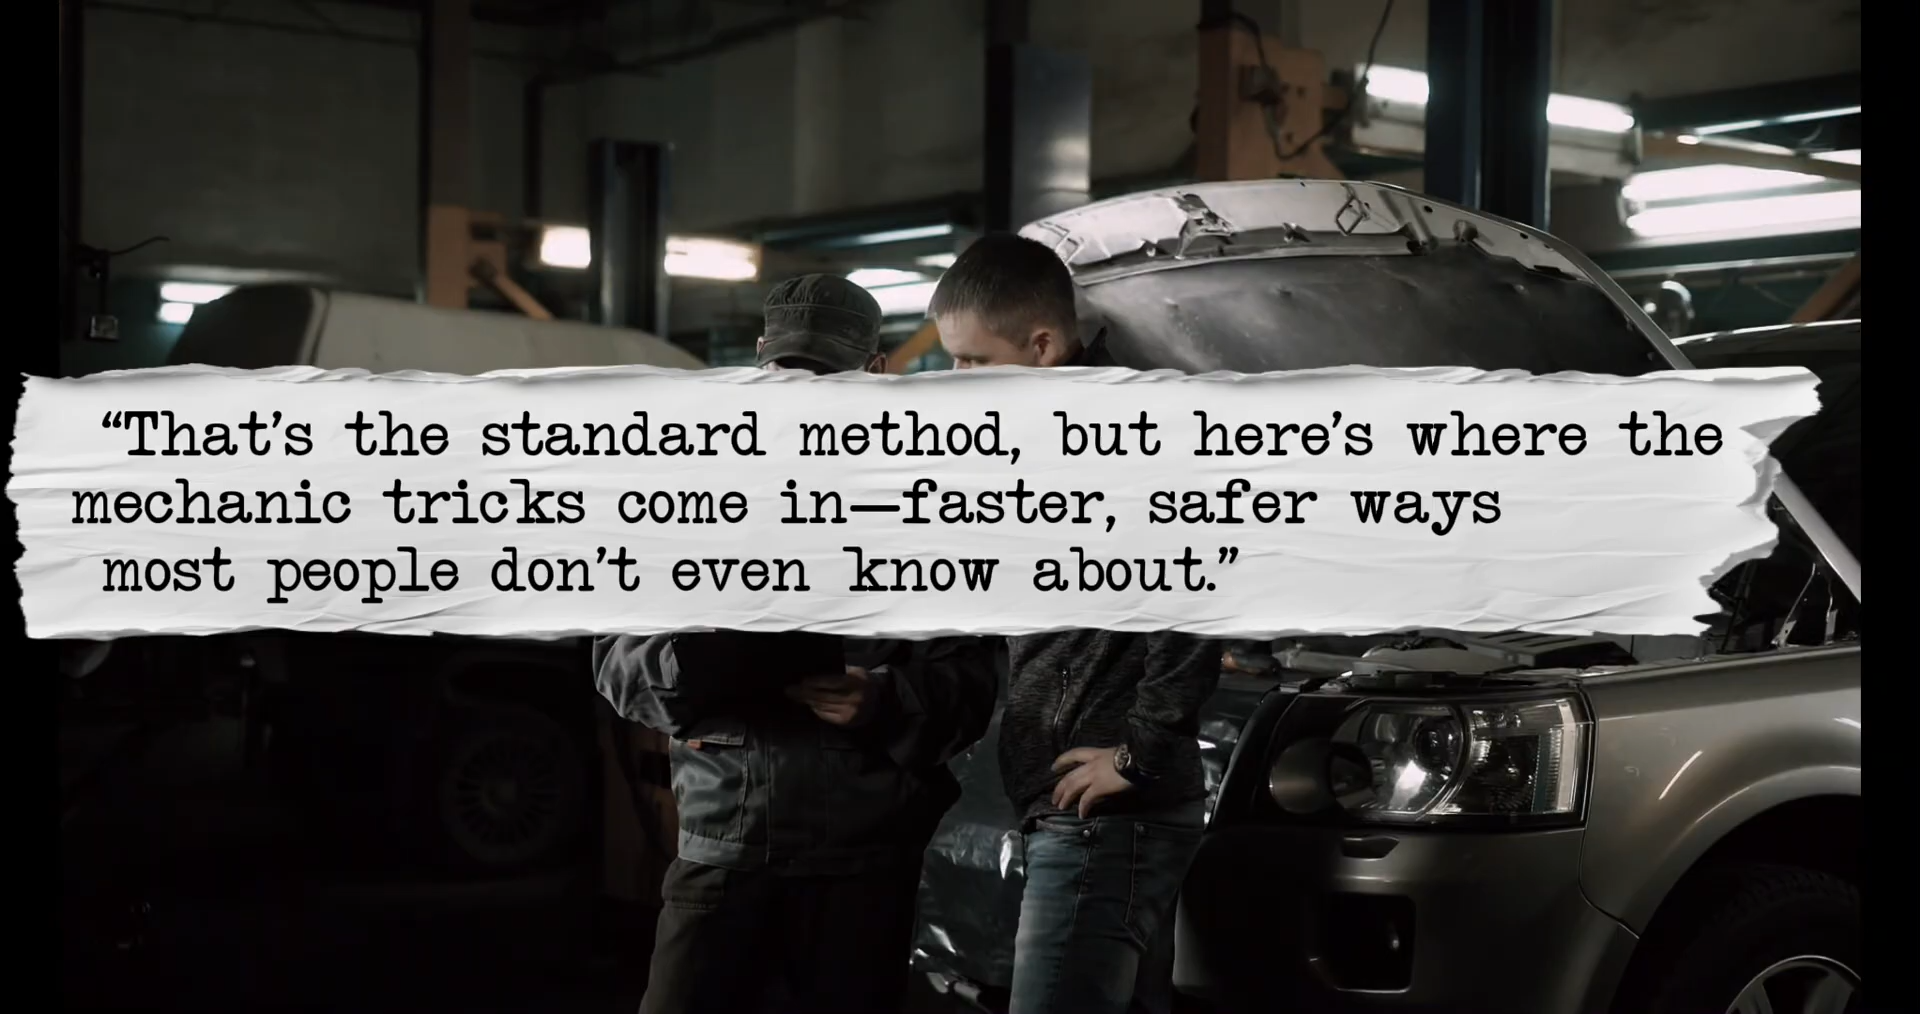 “That’s the standard method, but here’s where the
mechanic tricks come in—faster, safer ways
most people don’t even know about.”